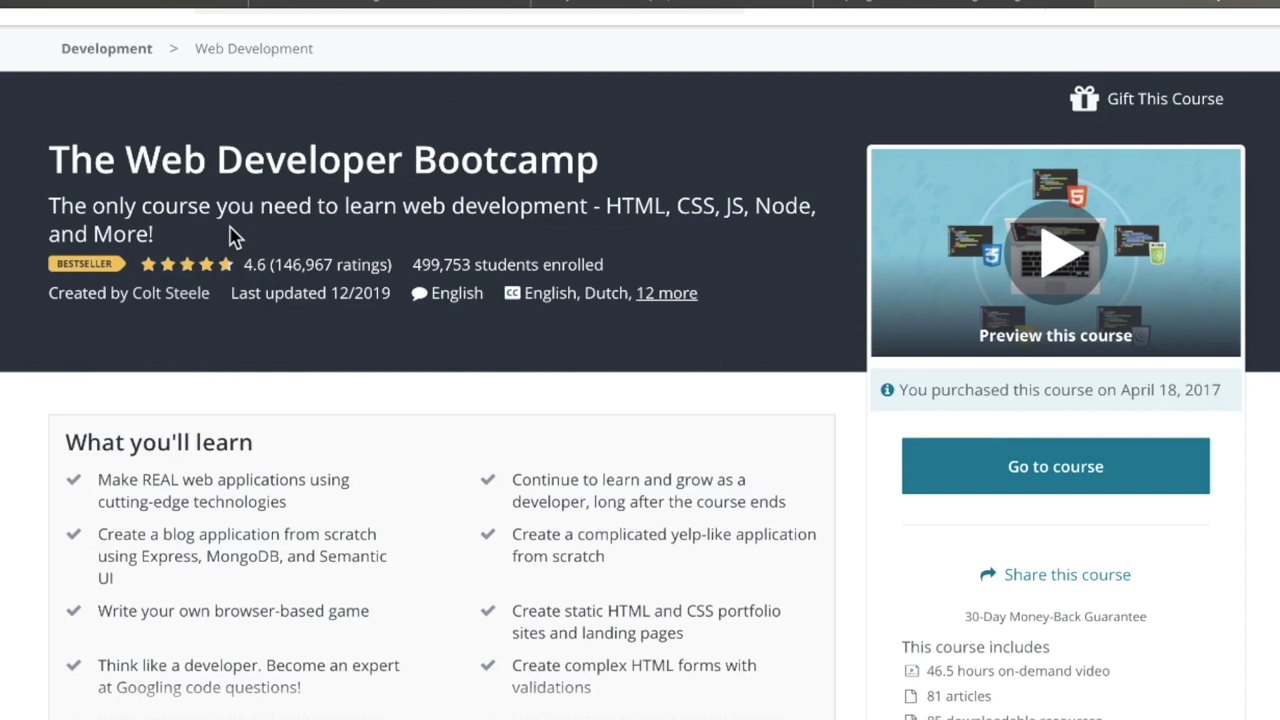 Development > Web Development
Gift This Course
The Web Developer Bootcamp
The only course you need to learn web development - HTML, CSS, JS, Node,
and More!
BESTSELLER 4.6 (146,967 ratings) 499,753 students enrolled
Created by Colt Steele Last updated 12/2019 English CC English, Dutch, 12 more
Preview this course
You purchased this course on April 18, 2017
Go to course
Share this course
30-Day Money-Back Guarantee
This course includes
46.5 hours on-demand video
81 articles
What you'll learn
Make REAL web applications using
cutting-edge technologies
Continue to learn and grow as a
developer, long after the course ends
Create a blog application from scratch
using Express, MongoDB, and Semantic
UI
Create a complicated yelp-like application
from scratch
Write your own browser-based game
Create static HTML and CSS portfolio
sites and landing pages
Think like a developer. Become an expert
at Googling code questions!
Create complex HTML forms with
validations